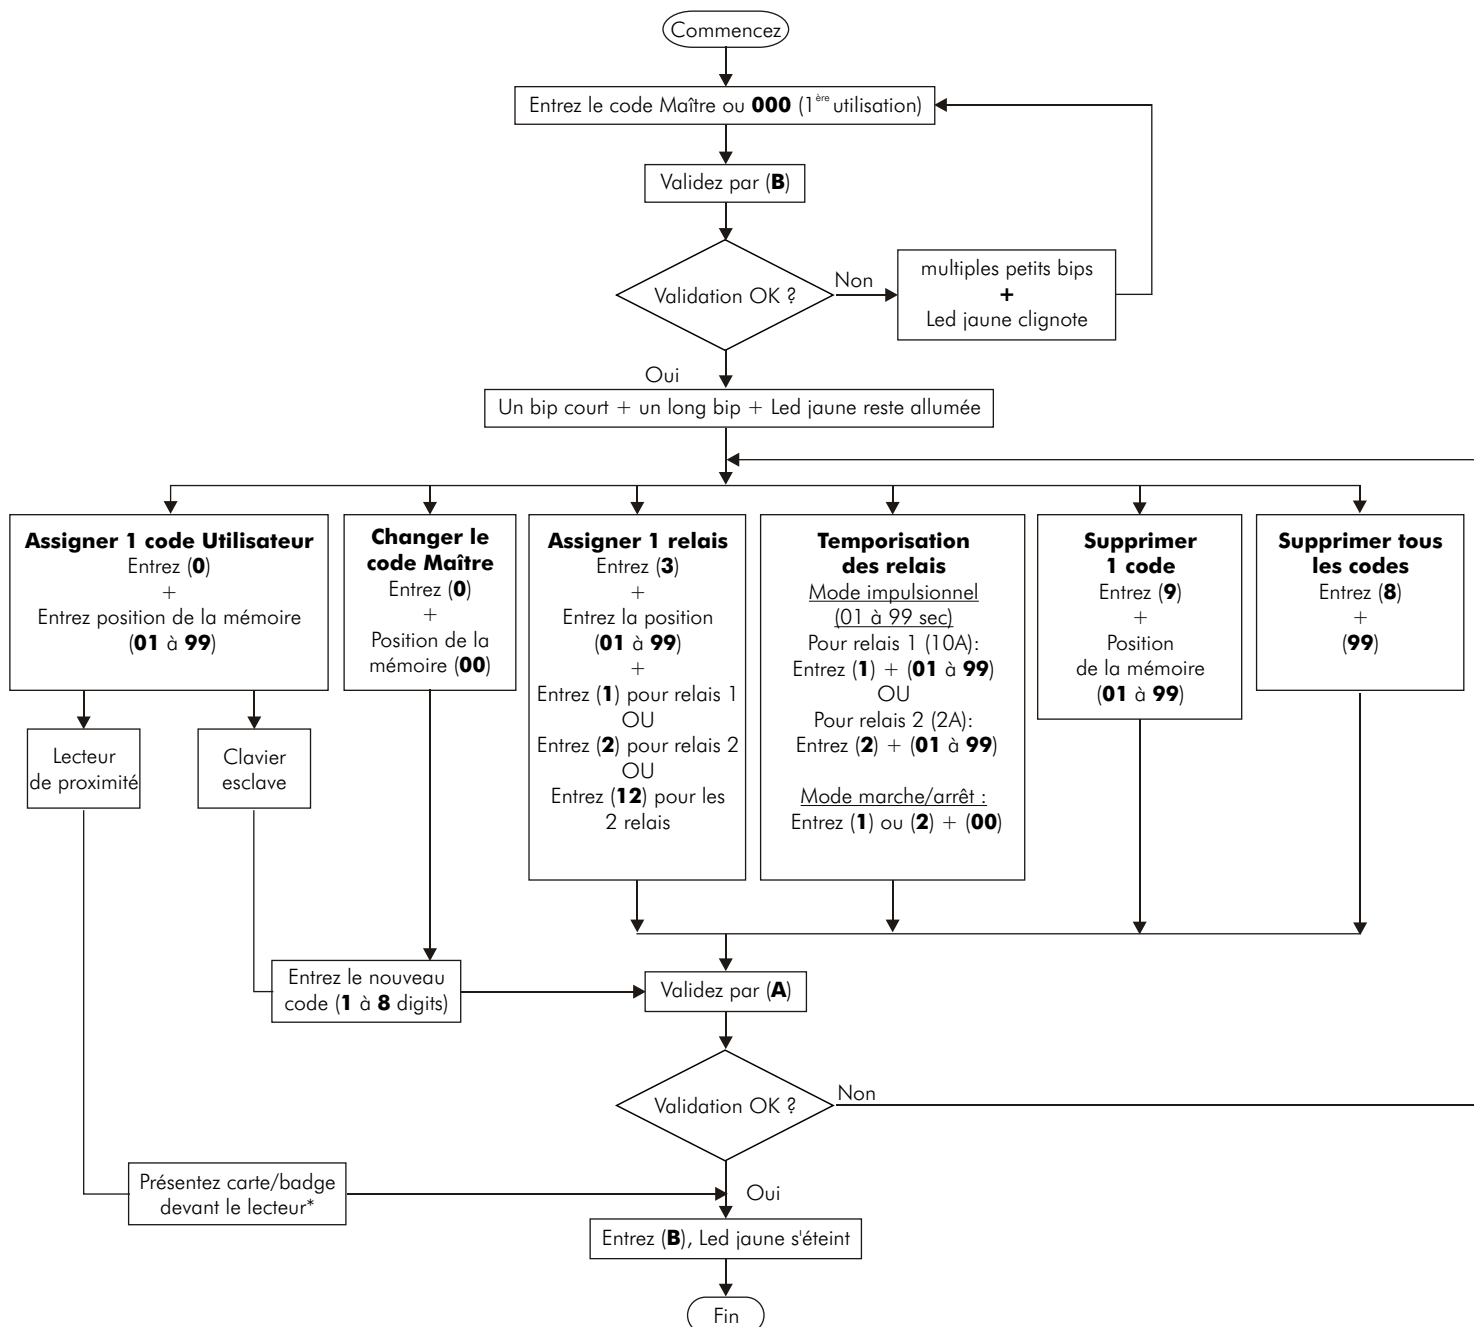 Commencez
Entrez le code Maître ou 000 (1ère utilisation)
Validez par (B)
Validation OK ?
Non
multiples petits bips
+
Led jaune clignote
Oui
Un bip court + un long bip + Led jaune reste allumée
Assigner 1 code Utilisateur
Entrez (0)
+
Entrez position de la mémoire
(01 à 99)
Changer le
code Maître
Entrez (0)
+
Position de la
mémoire (00)
Assigner 1 relais
Entrez (3)
+
Entrez la position
(01 à 99)
+
Entrez (1) pour relais 1
OU
Entrez (2) pour relais 2
OU
Entrez (12) pour les
2 relais
Temporisation
des relais
Mode impulsionnel
(01 à 99 sec)
Pour relais 1 (10A):
Entrez (1) + (01 à 99)
OU
Pour relais 2 (2A):
Entrez (2) + (01 à 99)
Mode marche/arrêt :
Entrez (1) ou (2) + (00)
Supprimer
1 code
Entrez (9)
+
Position
de la mémoire
(01 à 99)
Supprimer tous
les codes
Entrez (8)
+
(99)
Lecteur
de proximité
Clavier
esclave
Entrez le nouveau
code (1 à 8 digits)
Validez par (A)
Validation OK ?
Non
Présentez carte/badge
devant le lecteur*
Oui
Entrez (B), Led jaune s'éteint
Fin